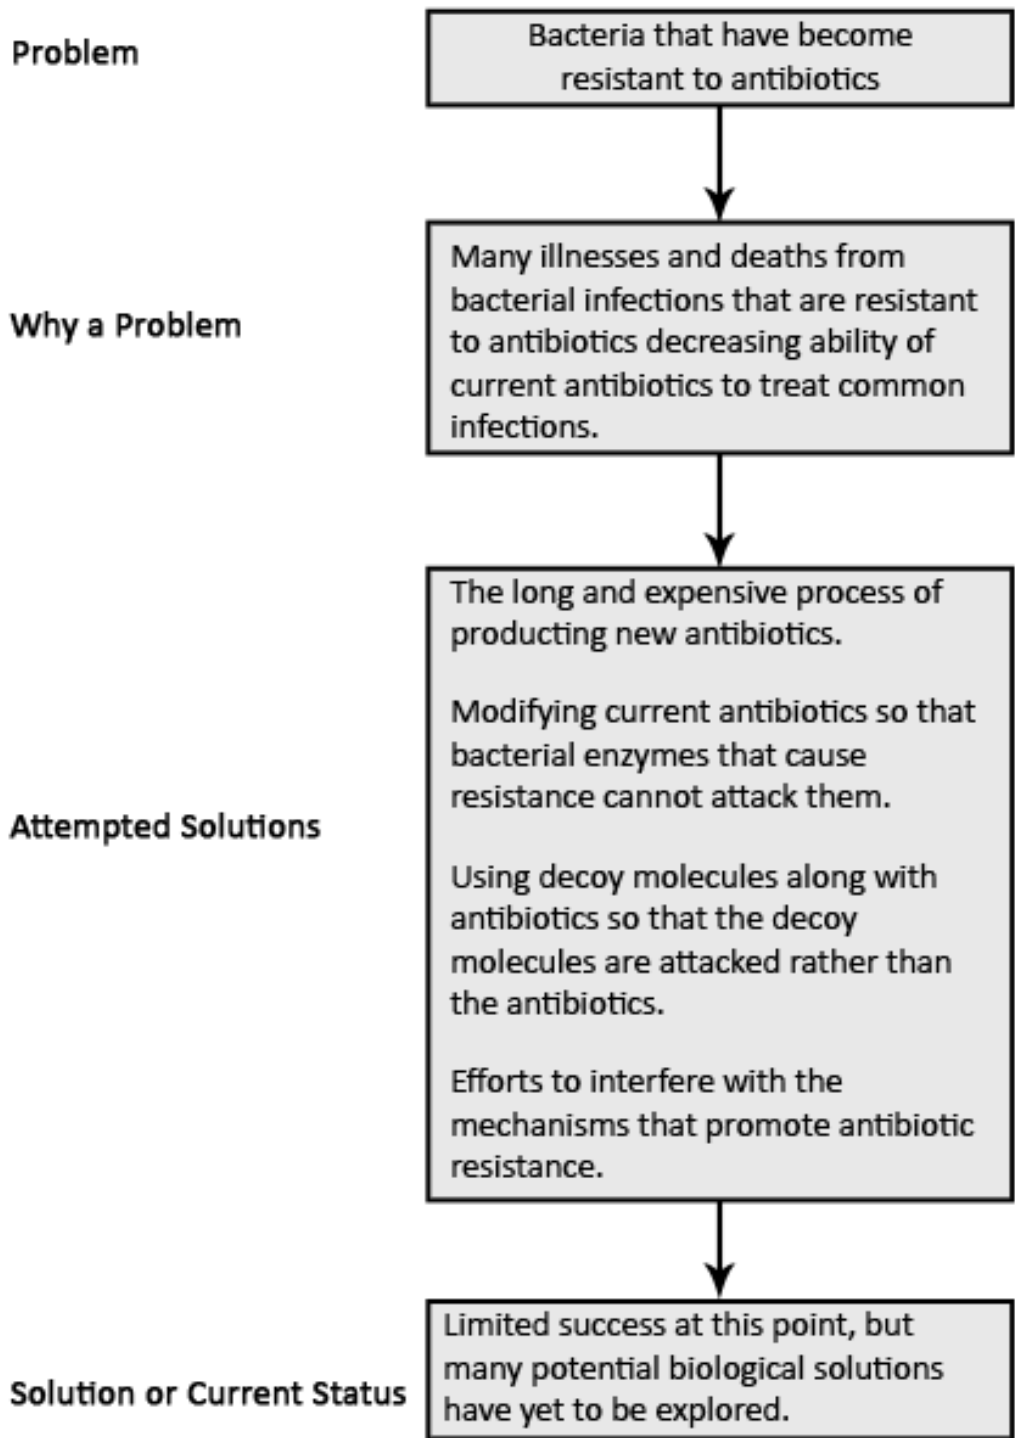 Problem
Bacteria that have become
resistant to antibiotics
Why a Problem
Many illnesses and deaths from
bacterial infections that are resistant
to antibiotics decreasing ability of
current antibiotics to treat common
infections.
Attempted Solutions
The long and expensive process of
producting new antibiotics.
Modifying current antibiotics so that
bacterial enzymes that cause
resistance cannot attack them.
Using decoy molecules along with
antibiotics so that the decoy
molecules are attacked rather than
the antibiotics.
Efforts to interfere with the
mechanisms that promote antibiotic
resistance.
Solution or Current Status
Limited success at this point, but
many potential biological solutions
have yet to be explored.